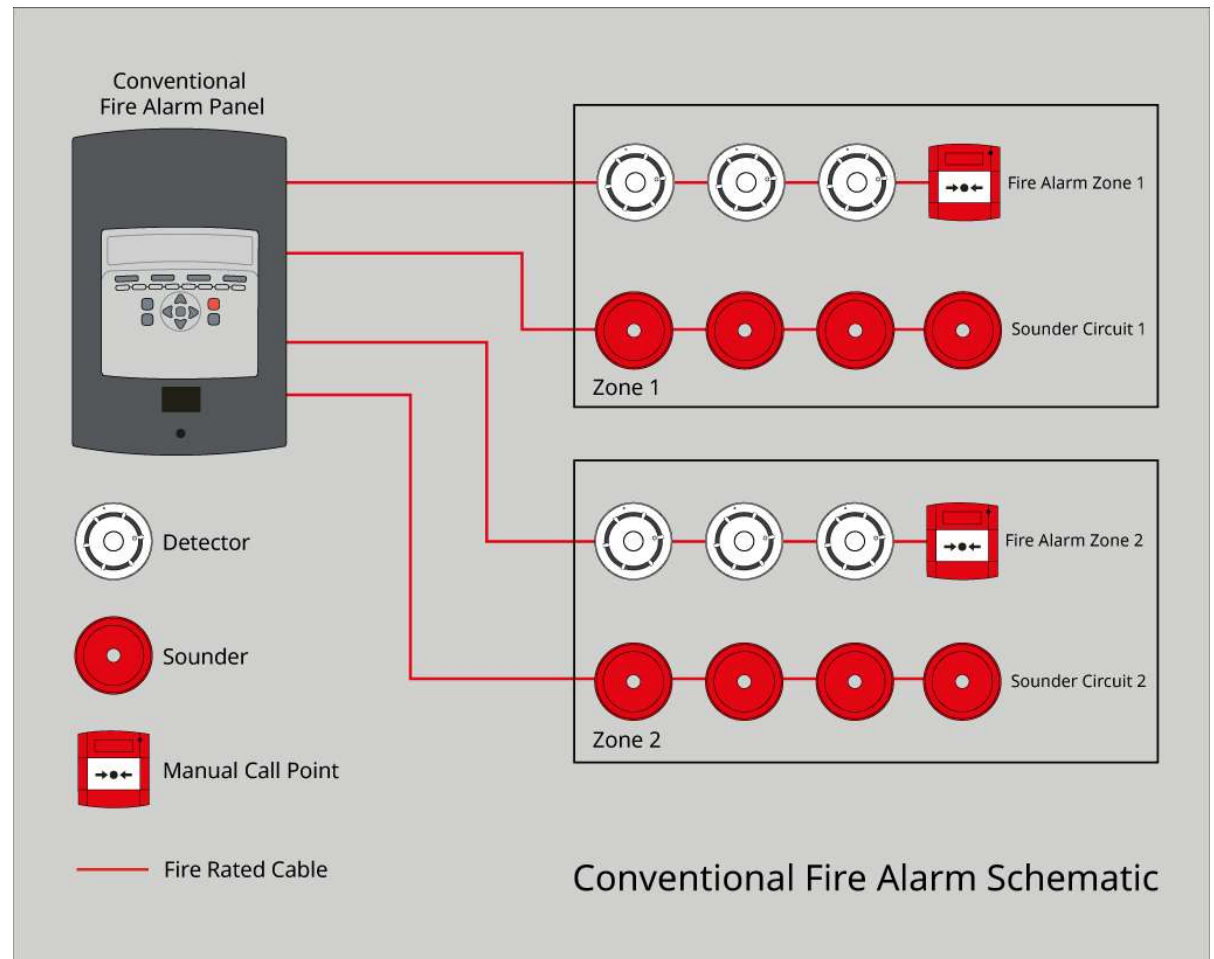 Conventional
Fire Alarm Panel
Fire Alarm Zone 1
Sounder Circuit 1
Zone 1
Fire Alarm Zone 2
Sounder Circuit 2
Zone 2
Detector
Sounder
Manual Call Point
Fire Rated Cable
Conventional Fire Alarm Schematic